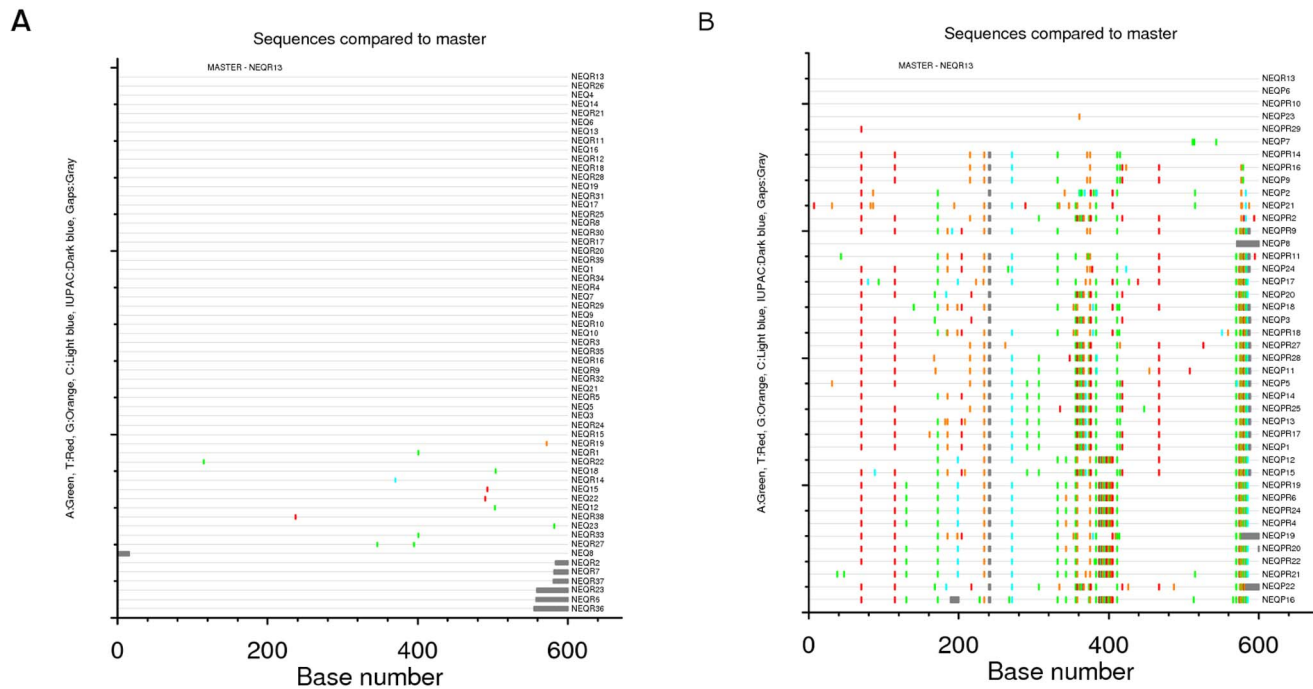 A
Sequences compared to master
MASTER - NEQR13
NEQR13
NEQR26
NEQ4
NEQ14
NEQR21
NEQ6
NEQ13
NEQR11
NEQ16
NEQR12
NEQR18
NEQR28
NEQ19
NEQR31
NEQ17
NEQR25
NEQR8
NEQR30
NEQR17
NEQR20
NEQR39
NEQ1
NEQR34
NEQR4
NEQ7
NEQR29
NEQ9
NEQR10
NEQ10
NEQR3
NEQR35
NEQR16
NEQR9
NEQR32
NEQ21
NEQR5
NEQ5
NEQ3
NEQR24
NEQR15
NEQR19
NEQR1
NEQR22
NEQ18
NEQR14
NEQ15
NEQ22
NEQ12
NEQR38
NEQ23
NEQR33
NEQR27
NEQ8
NEQR2
NEQR7
NEQR37
NEQR23
NEQR36
A:Green, T:Red, G:Orange, C:Light blue, IUPAC:Dark blue, Gaps:Gray
0 200 400 600
Base number
B
Sequences compared to master
MASTER - NEQR13
NEQR13
NEQP6
NEQPR10
NEQP23
NEQPR29
NEQP7
NEQPR14
NEQPR16
NEQP9
NEQP2
NEQP21
NEQPR2
NEQPR9
NEQP8
NEQPR11
NEQP24
NEQP17
NEQP20
NEQP18
NEQP3
NEQPR18
NEQPR27
NEQPR28
NEQP11
NEQP5
NEQP14
NEQPR25
NEQP13
NEQPR17
NEQP1
NEQP12
NEQP15
NEQPR19
NEQPR6
NEQPR24
NEQPR4
NEQP19
NEQPR20
NEQPR22
NEQPR21
NEQP22
NEQP16
A:Green, T:Red, G:Orange, C:Light blue, IUPAC:Dark blue, Gaps:Gray
0 200 400 600
Base number